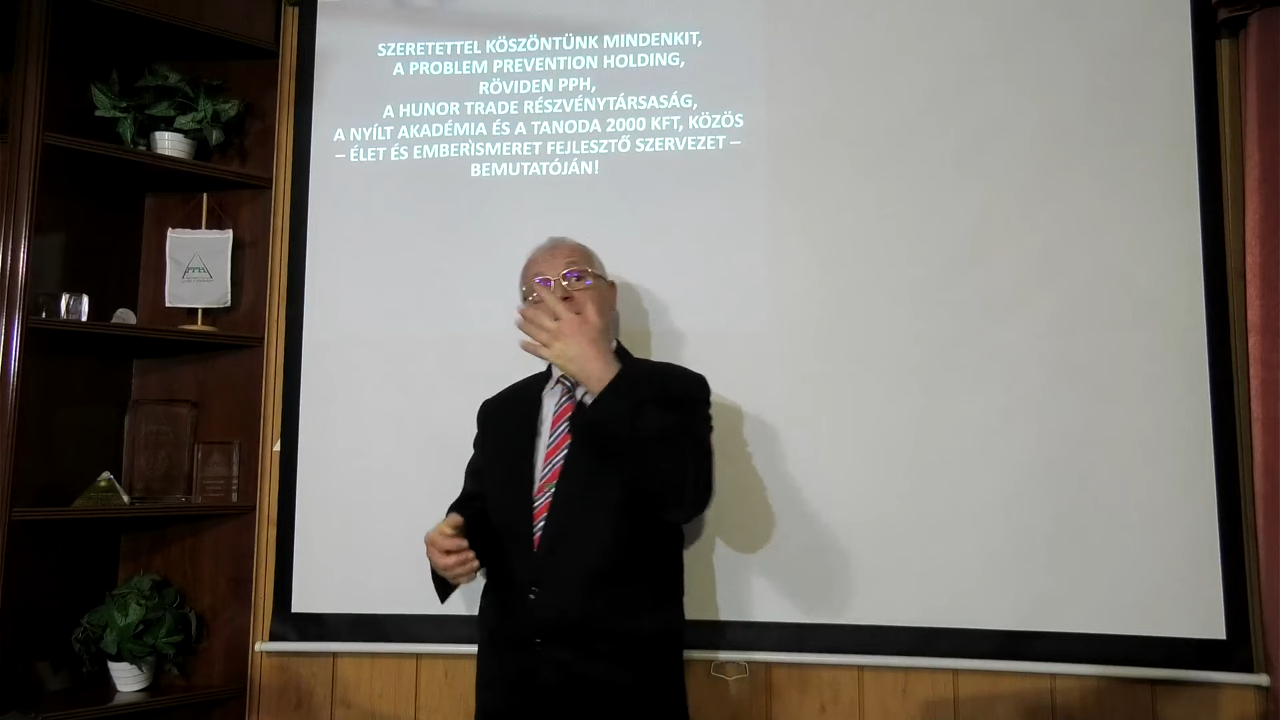 SZERETETTEL KÖSZÖNTÜNK MINDENKIT,
A PROBLEM PREVENTION HOLDING,
RÖVIDEN PPH,
A HUNOR TRADE RÉSZVÉNYTÁRSASÁG,
A NYÍLT AKADÉMIA ÉS A TANODA 2000 KFT, KÖZÖS
– ÉLET ÉS EMBERISMERET FEJLESZTŐ SZERVEZET –
BEMUTATÓJÁN!
PPH